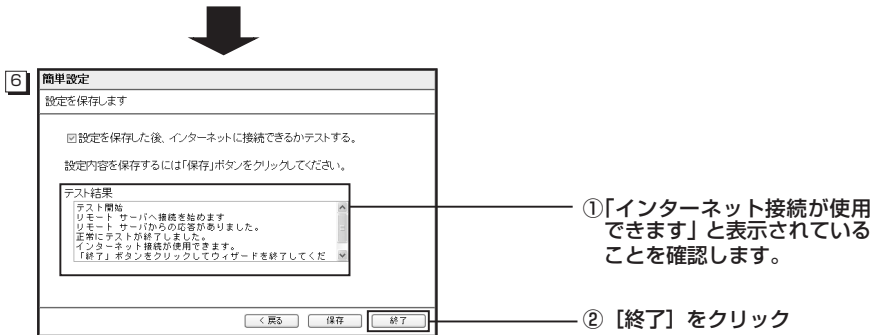 6
簡単設定
設定を保存します
☑設定を保存した後、インターネットに接続できるかテストする。
設定内容を保存するには「保存」ボタンをクリックしてください。
テスト結果
テスト開始
リモート サーバへ接続を始めます
リモート サーバからの応答がありました。
正常にテストが終了しました。
インターネット接続が使用できます。
「終了」ボタンをクリックしてウィザードを終了してくだ
< 戻る
保存
終了
①「インターネット接続が使用
できます」と表示されている
ことを確認します。
②［終了］をクリック